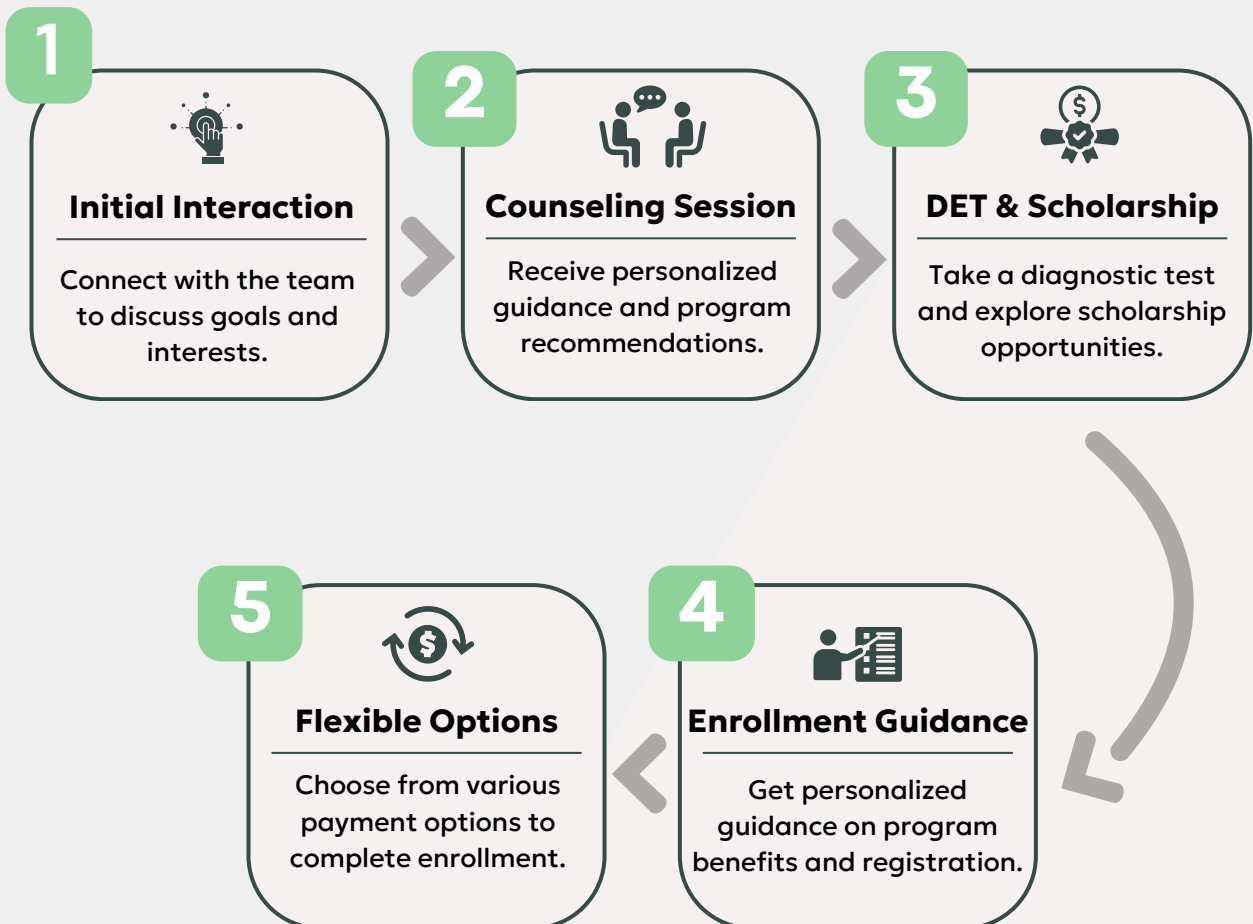 1
Initial Interaction
Connect with the team
to discuss goals and
interests.
2
Counseling Session
Receive personalized
guidance and program
recommendations.
3
$
DET & Scholarship
Take a diagnostic test
and explore scholarship
opportunities.
4
Enrollment Guidance
Get personalized
guidance on program
benefits and registration.
5
$
Flexible Options
Choose from various
payment options to
complete enrollment.